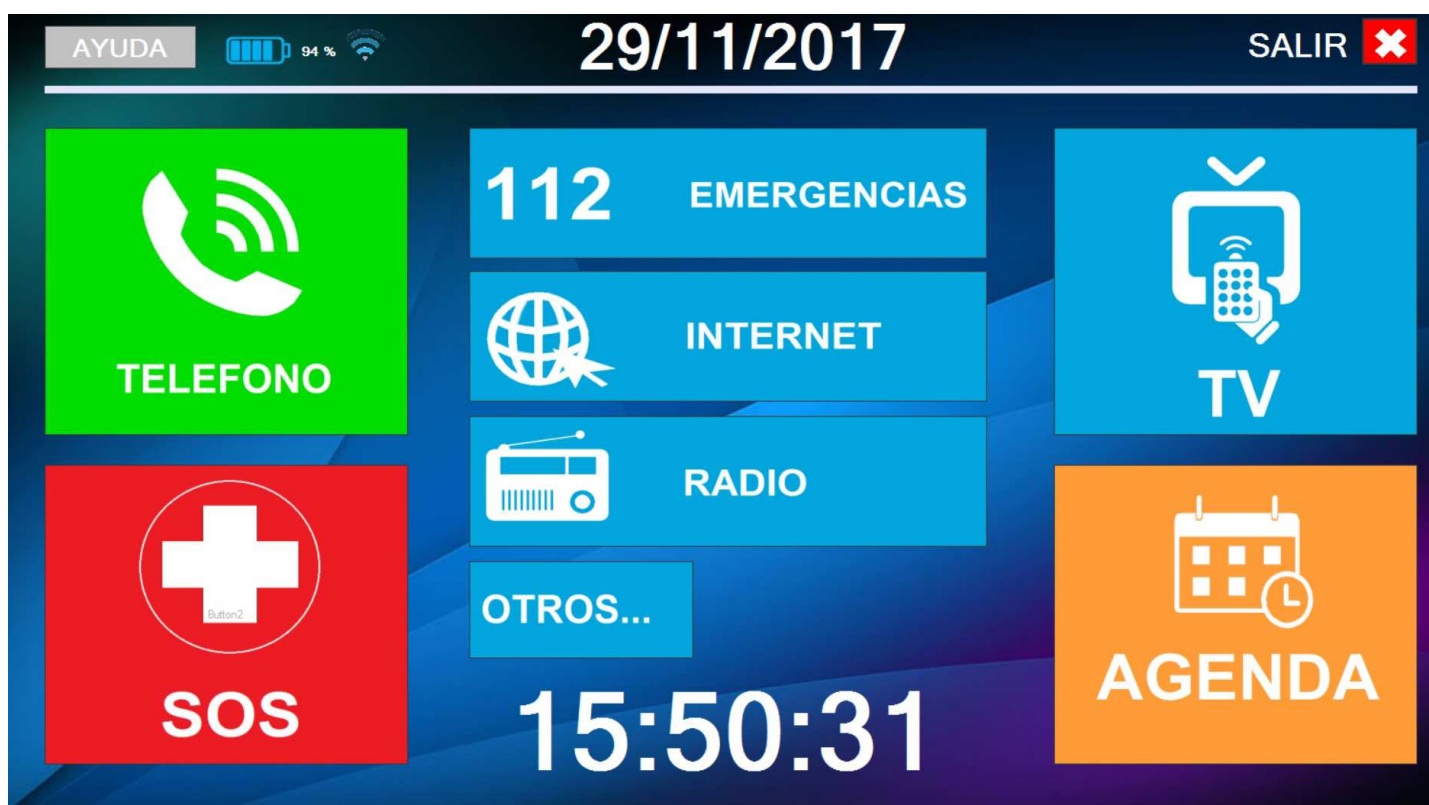 AYUDA
94 %
29/11/2017
SALIR
TELEFONO
112 EMERGENCIAS
INTERNET
RADIO
OTROS...
TV
Button2
SOS
15:50:31
AGENDA